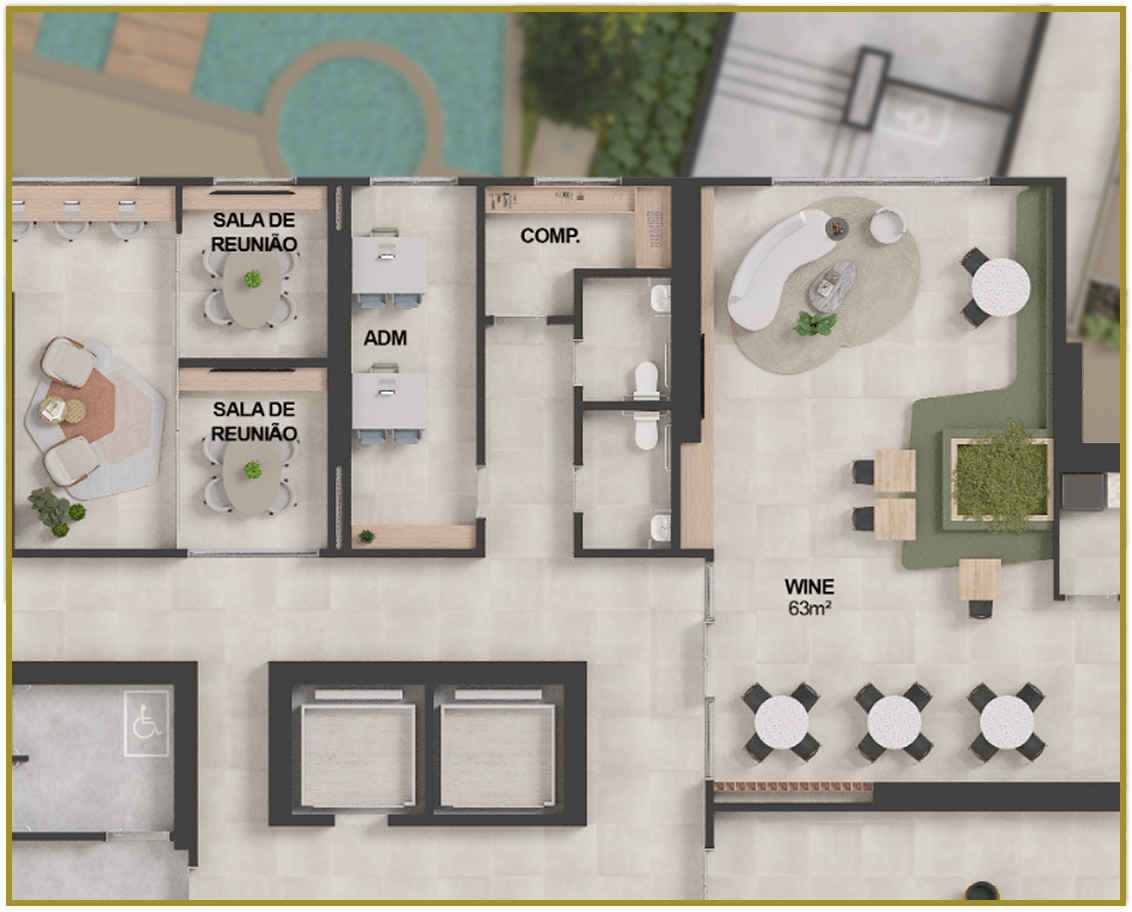 SALA DE
REUNIÃO
COMP.
ADM
SALA DE
REUNIÃO
WINE
63m²